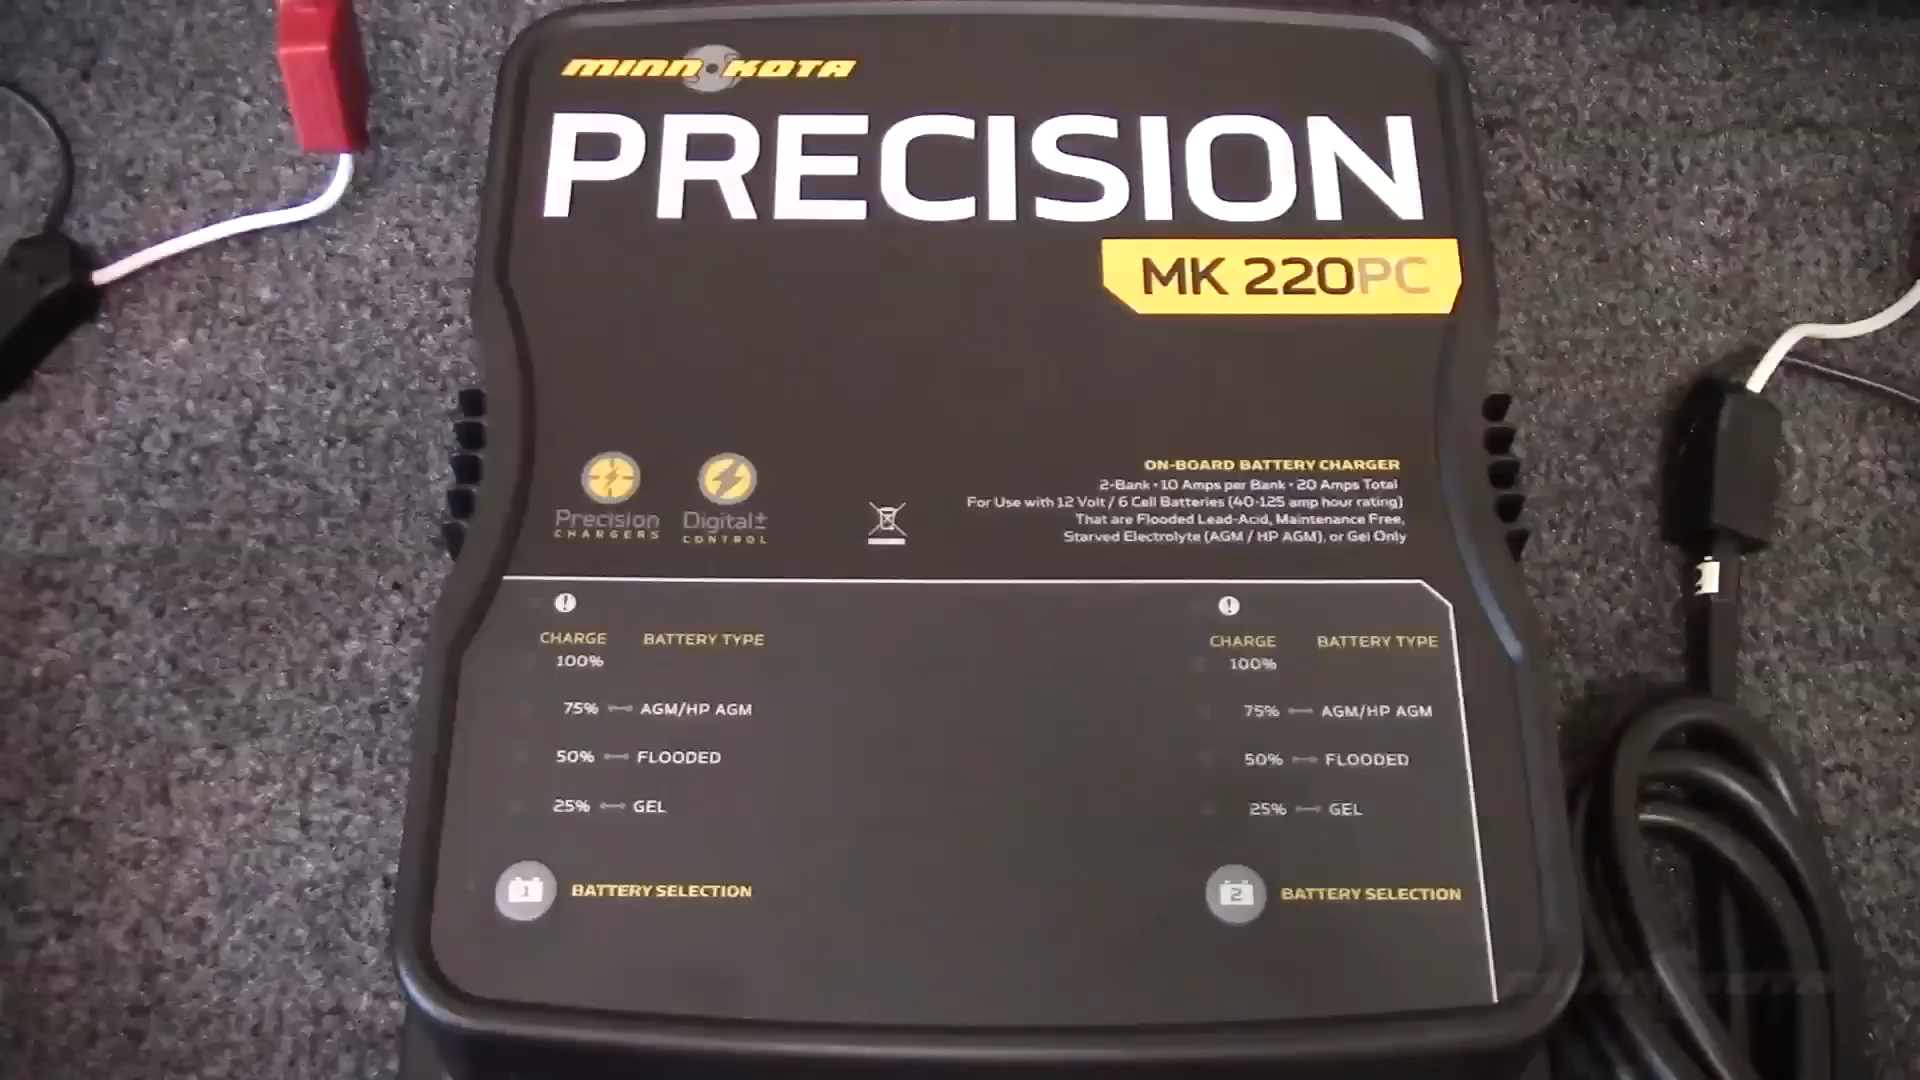 MINN KOTA
PRECISION
MK 220PC
Precision
CHARGERS
Digital±
CONTROL
ON-BOARD BATTERY CHARGER
2-Bank • 10 Amps per Bank • 20 Amps Total
For Use with 12 Volt / 6 Cell Batteries (40-125 amp hour rating)
That are Flooded Lead-Acid, Maintenance Free,
Starved Electrolyte (AGM / HP AGM), or Gel Only
CHARGE BATTERY TYPE
100%
75% AGM/HP AGM
50% FLOODED
25% GEL
1 BATTERY SELECTION
CHARGE BATTERY TYPE
100%
75% AGM/HP AGM
50% FLOODED
25% GEL
2 BATTERY SELECTION